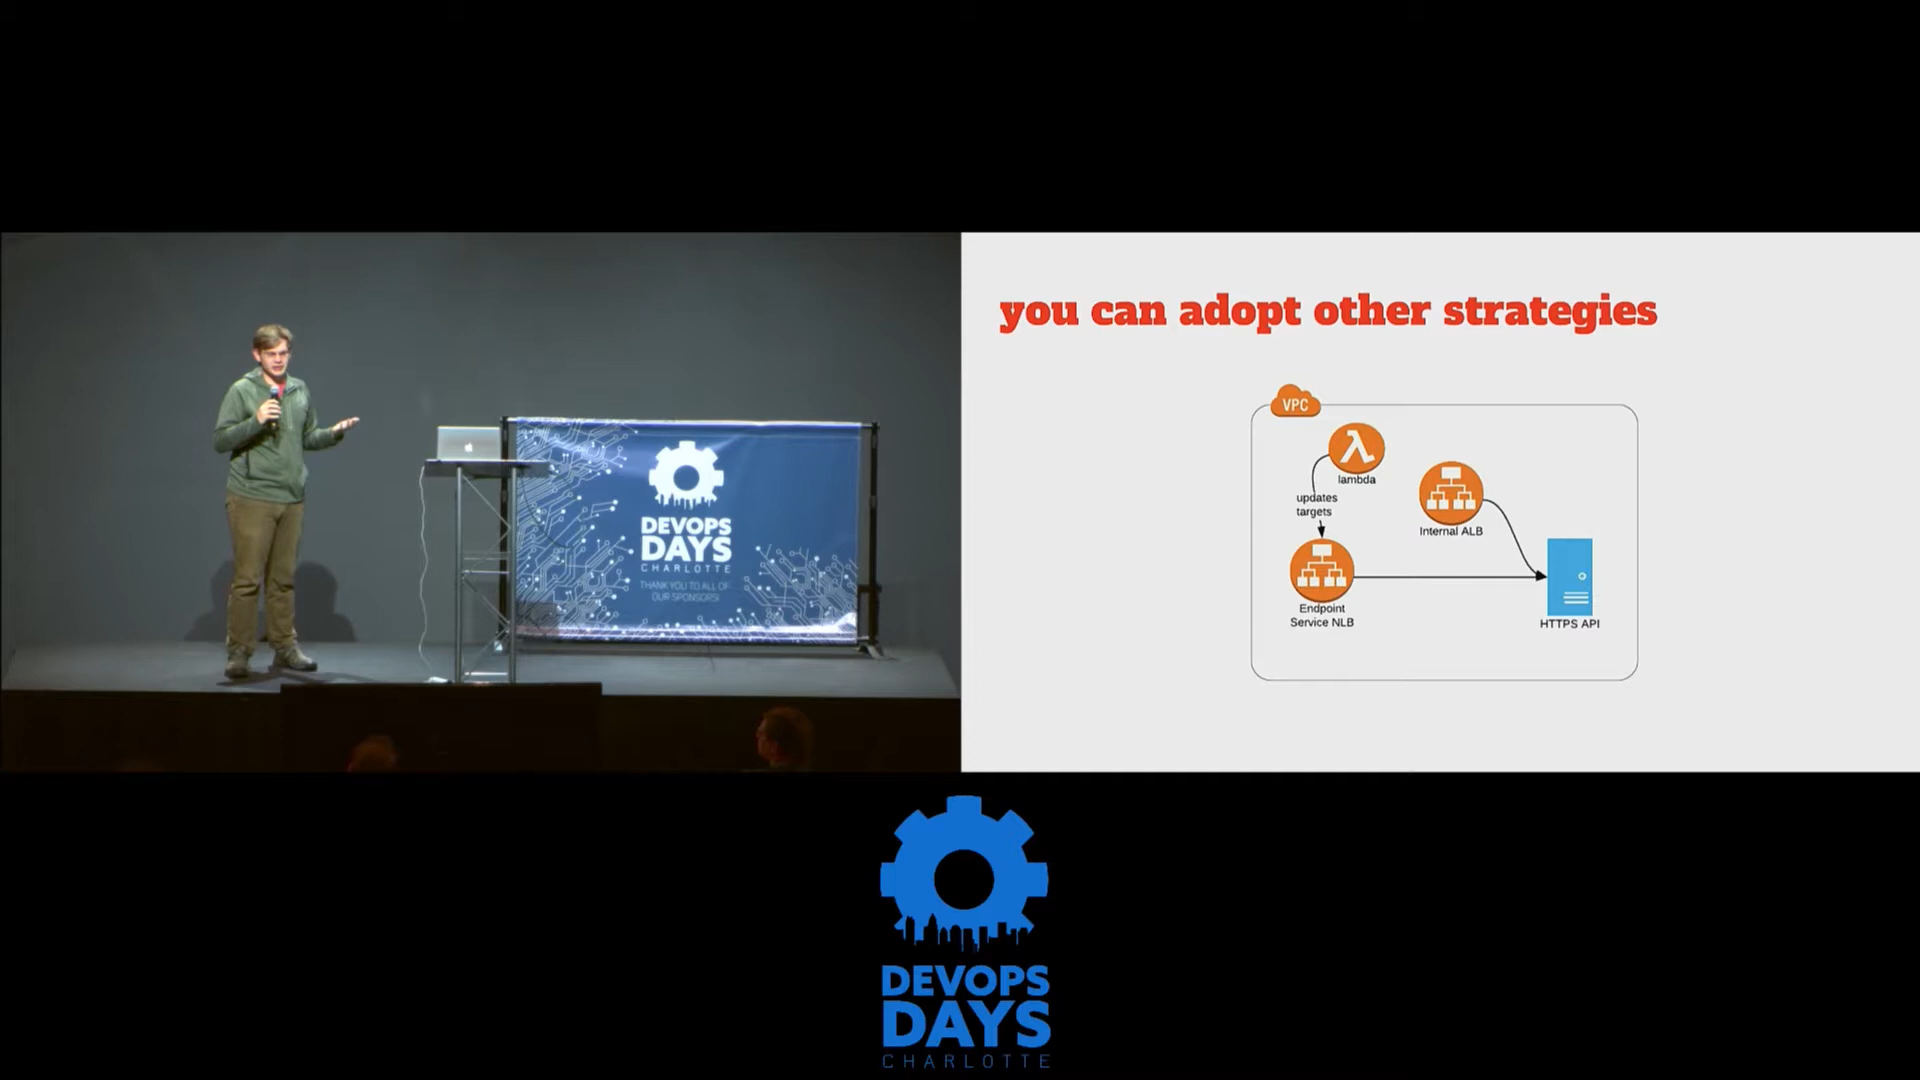 you can adopt other strategies
VPC
lambda
updates
targets
Internal ALB
Endpoint
Service NLB
HTTPS API
DEVOPS
DAYS
CHARLOTTE
THANK YOU TO ALL OF
OUR SPONSORS!
DEVOPS
DAYS
CHARLOTTE